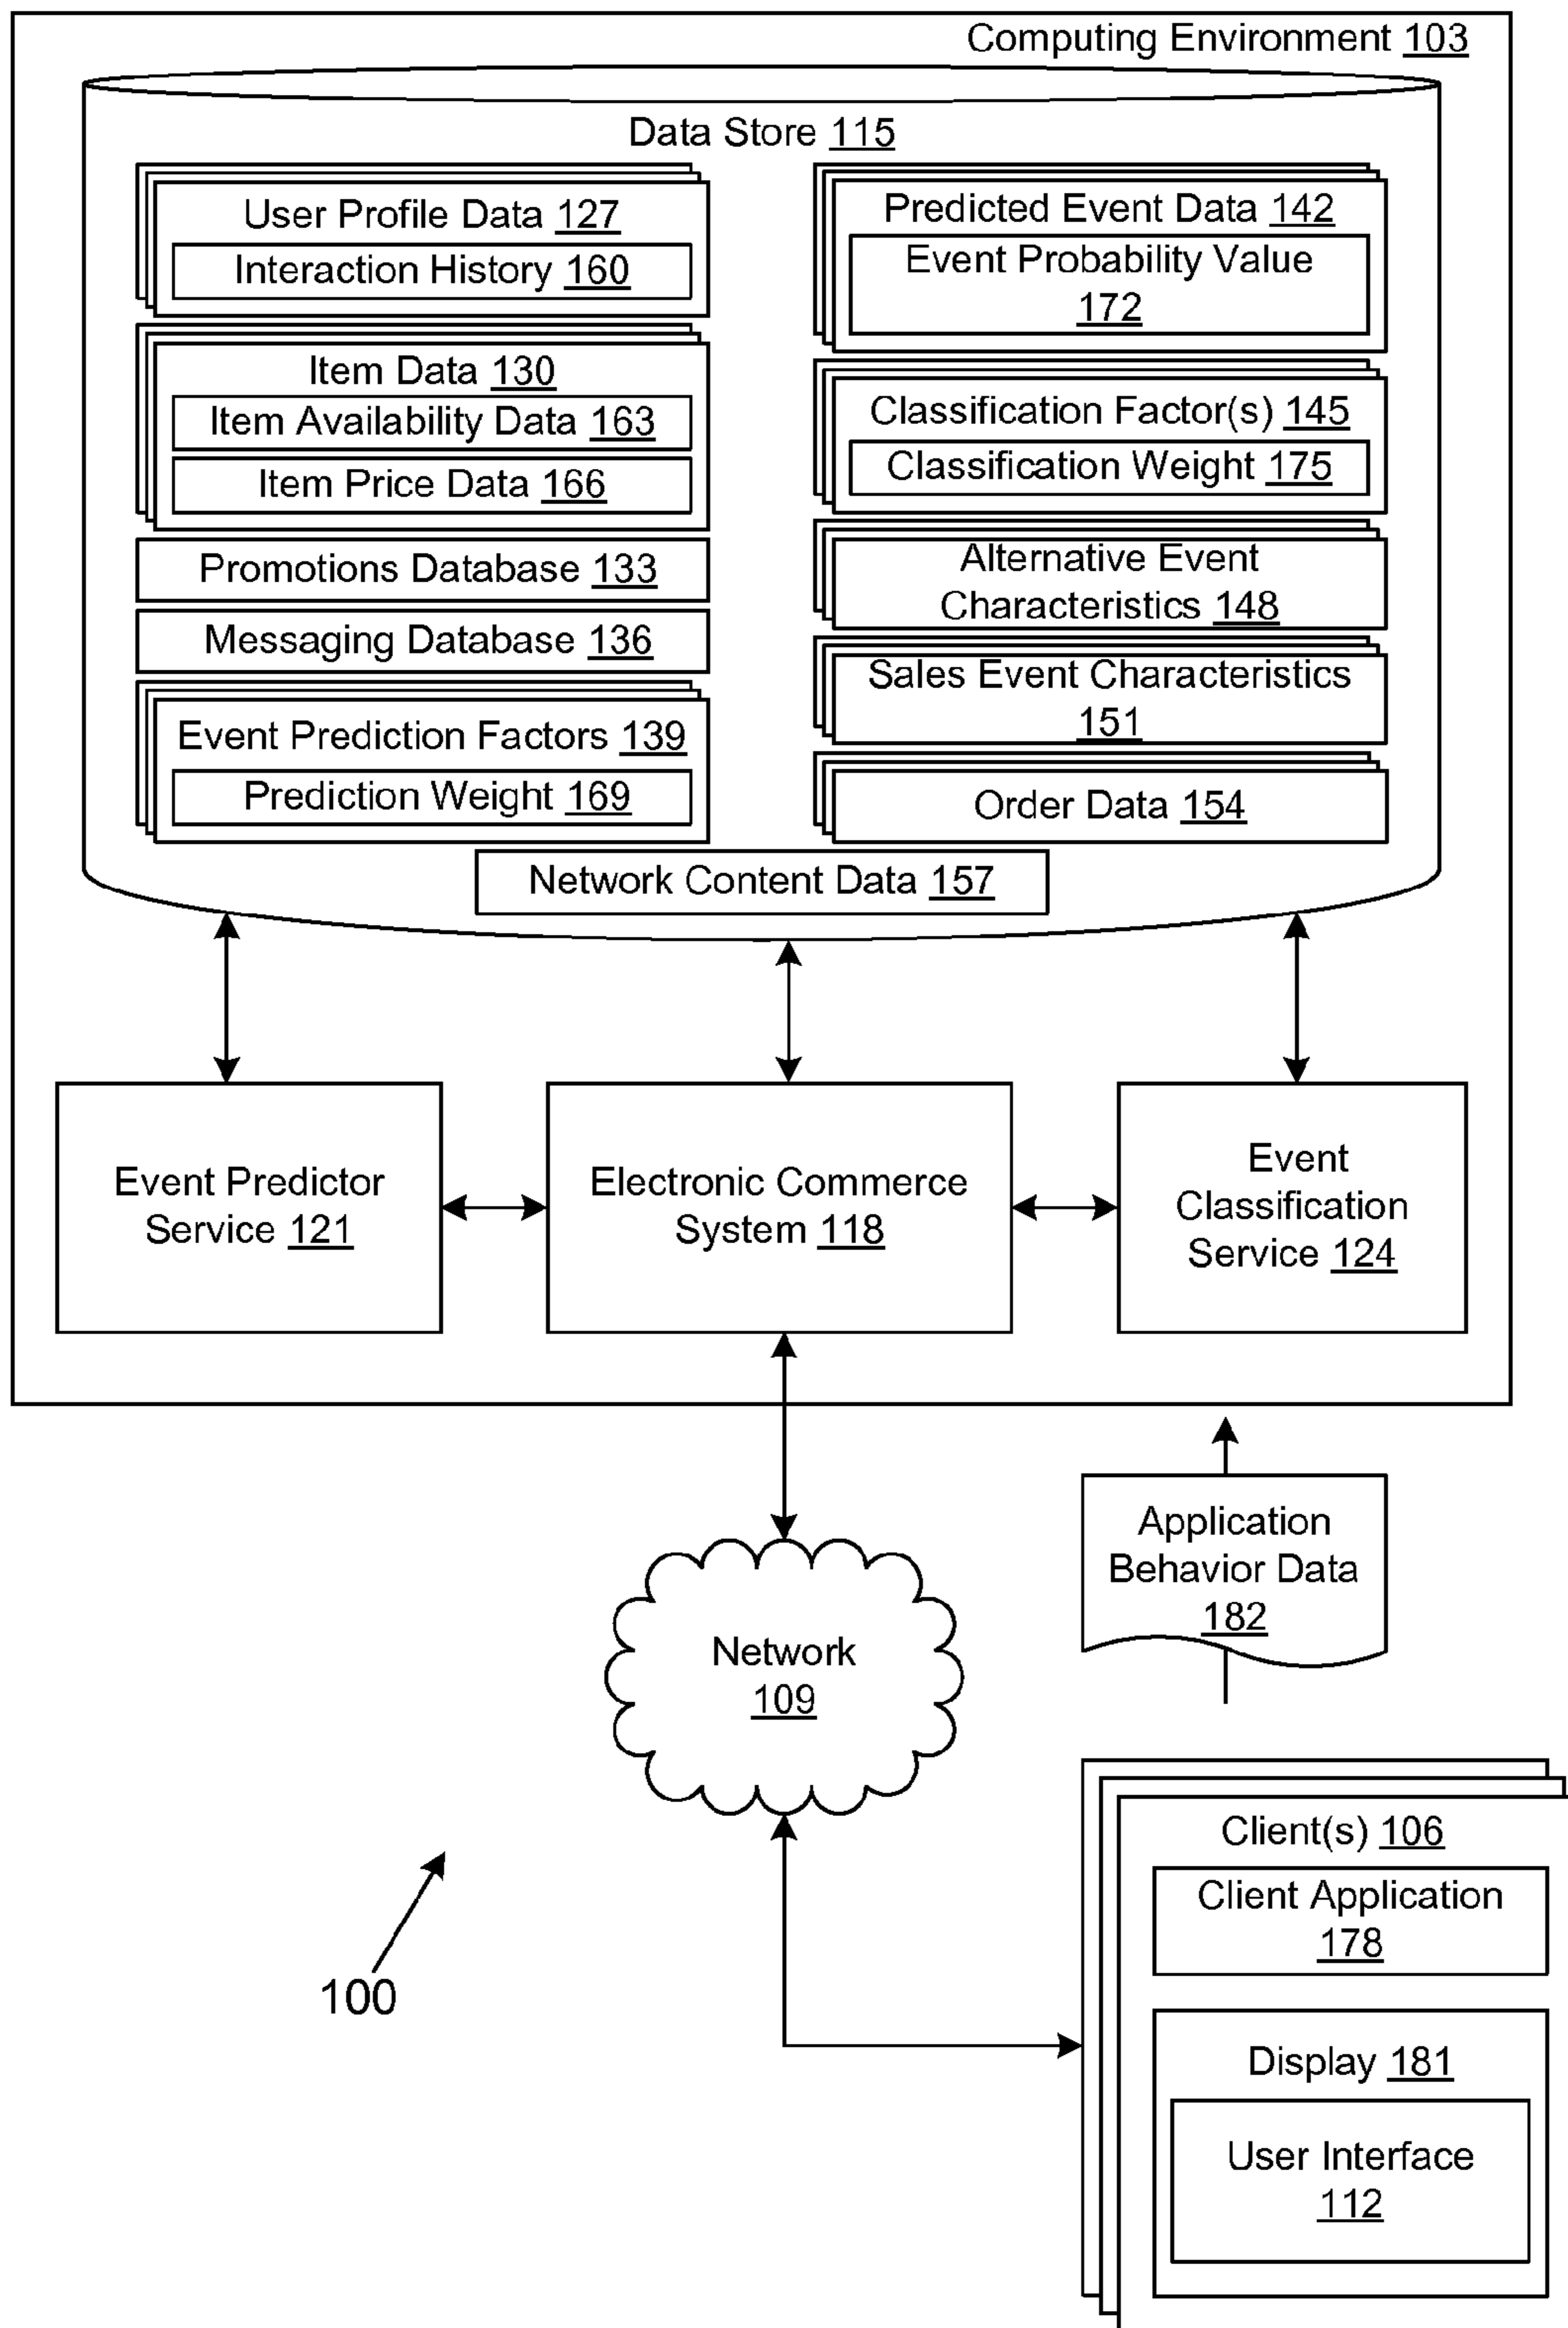 Computing Environment 103
Data Store 115
User Profile Data 127
Interaction History 160
Item Data 130
Item Availability Data 163
Item Price Data 166
Promotions Database 133
Messaging Database 136
Event Prediction Factors 139
Prediction Weight 169
Predicted Event Data 142
Event Probability Value
172
Classification Factor(s) 145
Classification Weight 175
Alternative Event
Characteristics 148
Sales Event Characteristics
151
Order Data 154
Network Content Data 157
Event Predictor
Service 121
Electronic Commerce
System 118
Event
Classification
Service 124
Application
Behavior Data
182
Network
109
Client(s) 106
Client Application
178
Display 181
User Interface
112
100